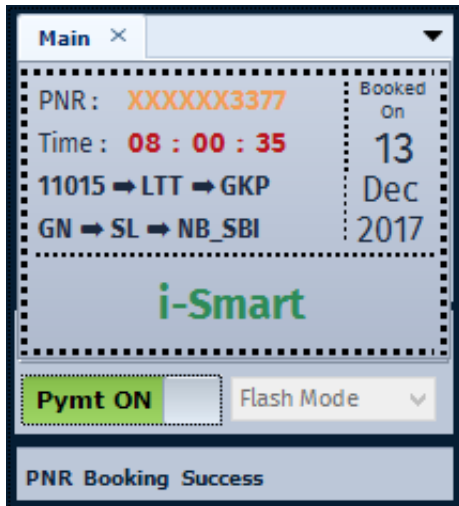 Main ×
PNR : XXXXXX3377
Time : 08 : 00 : 35
11015 ➡ LTT ➡ GKP
GN ➡ SL ➡ NB_SBI
Booked
On
13
Dec
2017
i-Smart
Pymt ON
Flash Mode
PNR Booking Success